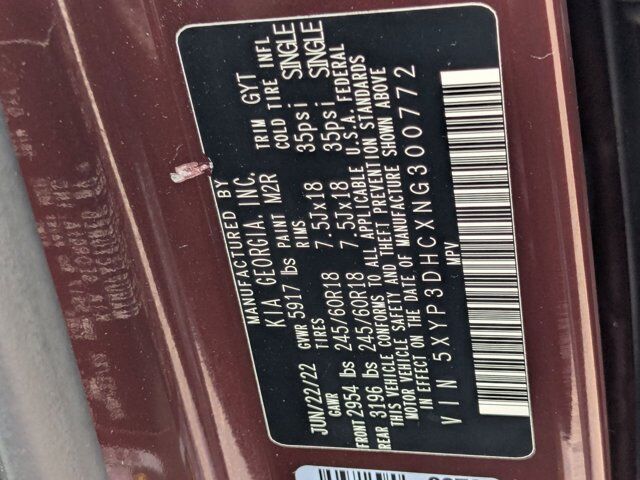 MANUFACTURED BY
KIA GEORGIA, INC.
JUN/22/22 GVWR 5917 lbs PAINT M2R TRIM GYT
GAWR TIRES RIMS COLD TIRE INFL
FRONT 2954 lbs 245/60R18 7.5Jx18 35psi SINGLE
REAR 3196 lbs 245/60R18 7.5Jx18 35psi SINGLE
THIS VEHICLE CONFORMS TO ALL APPLICABLE U.S.A. FEDERAL
MOTOR VEHICLE SAFETY AND THEFT PREVENTION STANDARDS
IN EFFECT ON THE DATE OF MANUFACTURE SHOWN ABOVE
VIN 5XYP3DHCXNG300772
MPV